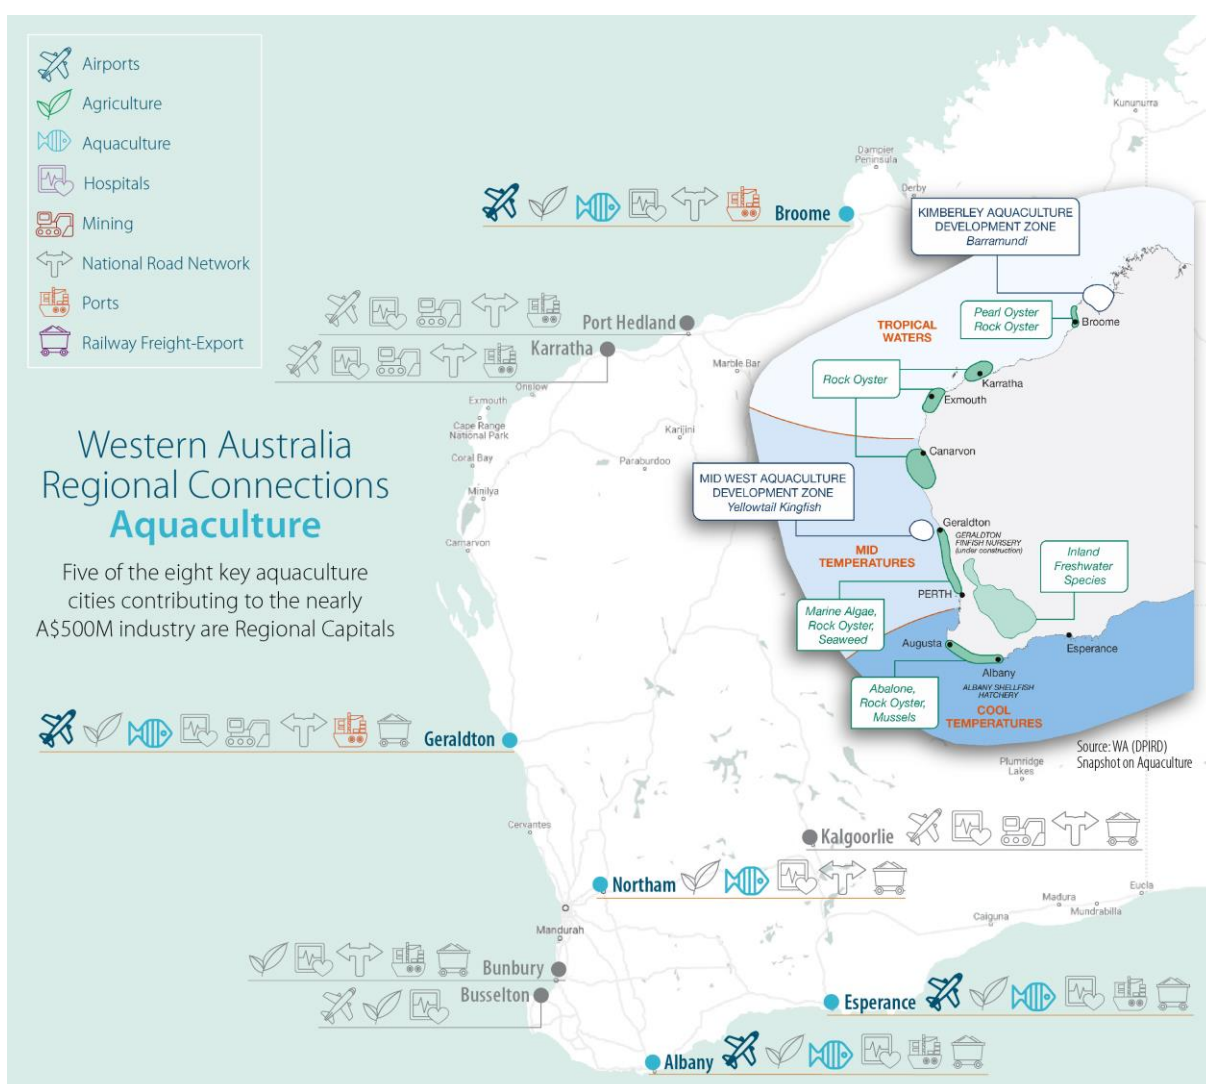 Airports
Agriculture
Aquaculture
Hospitals
Mining
National Road Network
Ports
Railway Freight-Export
Western Australia
Regional Connections
Aquaculture
Five of the eight key aquaculture
cities contributing to the nearly
A$500M industry are Regional Capitals
Kununurra
Dampier
Peninsula
Derby
Broome
Port Hedland
Karratha
Marble Bar
Onslow
Exmouth
Cape Range
National Park
Karijini
Coral Bay
Paraburdoo
Minilya
Carnarvon
KIMBERLEY AQUACULTURE
DEVELOPMENT ZONE
Barramundi
Pearl Oyster
Rock Oyster
Broome
TROPICAL
WATERS
Rock Oyster
Karratha
Exmouth
Canarvon
MID WEST AQUACULTURE
DEVELOPMENT ZONE
Yellowtail Kingfish
Geraldton
GERALDTON
FINFISH NURSERY
(under construction)
MID
TEMPERATURES
Inland
Freshwater
Species
PERTH
Marine Algae,
Rock Oyster,
Seaweed
Augusta
Esperance
Albany
ALBANY SHELLFISH
HATCHERY
Abalone,
Rock Oyster,
Mussels
COOL
TEMPERATURES
Source: WA (DPIRD)
Snapshot on Aquaculture
Geraldton
Plumridge
Lakes
Cervantes
Kalgoorlie
Northam
Eucla
Madura
Mundrabilla
Caiguna
Mandurah
Bunbury
Busselton
Esperance
Albany